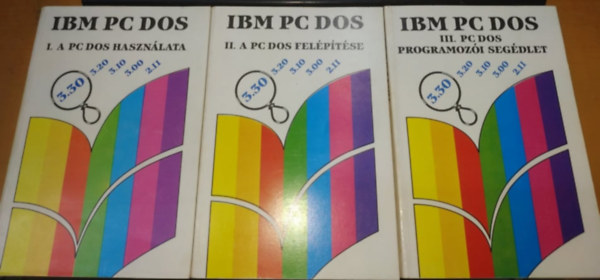 IBM PC DOS
I. A PC DOS HASZNÁLATA
3.30
3.20
3.10
3.00
2.11
IBM PC DOS
II. A PC DOS FELÉPÍTÉSE
3.30
3.20
3.10
3.00
2.11
IBM PC DOS
III. PC DOS
PROGRAMOZÓI SEGÉDLET
3.30
3.20
3.10
3.00
2.11